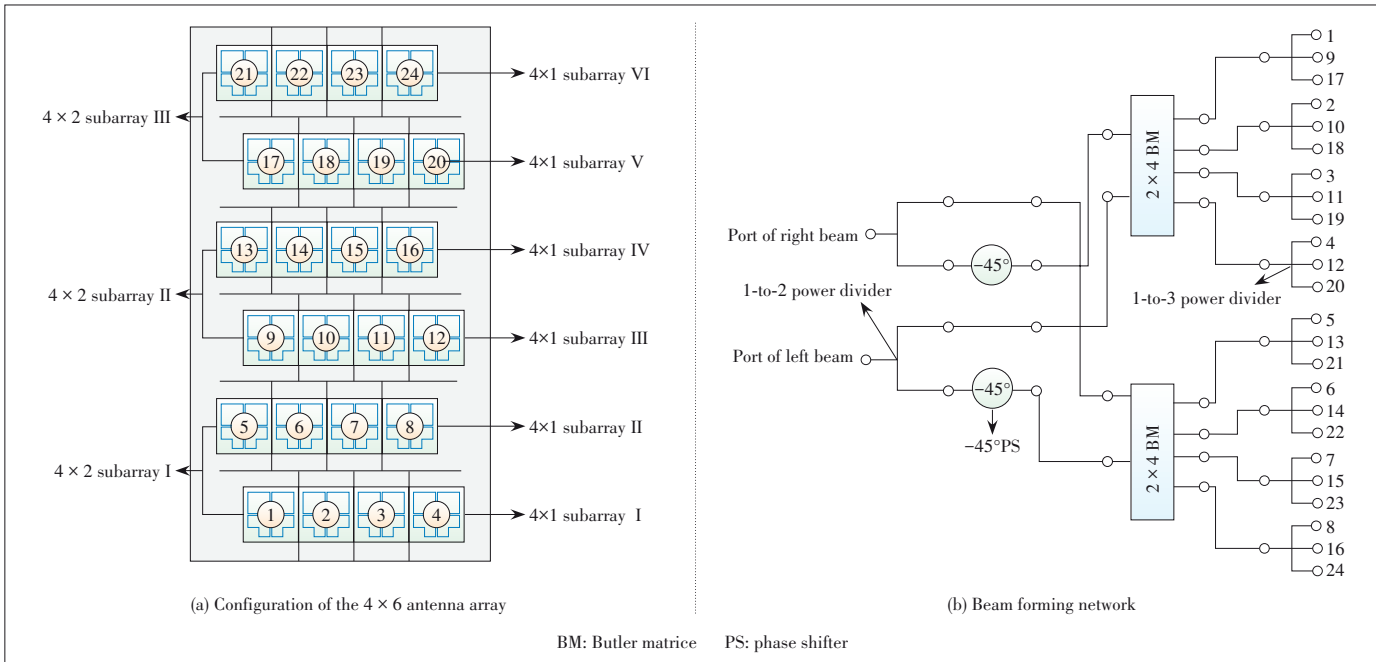 21 22 23 24
4×1 subarray VI
4 × 2 subarray III
17 18 19 20
4×1 subarray V
13 14 15 16
4×1 subarray IV
4 × 2 subarray II
9 10 11 12
4×1 subarray III
5 6 7 8
4×1 subarray II
4 × 2 subarray I
1 2 3 4
4×1 subarray I
(a) Configuration of the 4 × 6 antenna array
Port of right beam
−45°
1-to-2 power divider
Port of left beam
−45°
−45°PS
2 × 4 BM
2 × 4 BM
1
9
17
2
10
18
3
11
19
4
12
20
1-to-3 power divider
5
13
21
6
14
22
7
15
23
8
16
24
(b) Beam forming network
BM: Butler matrice PS: phase shifter